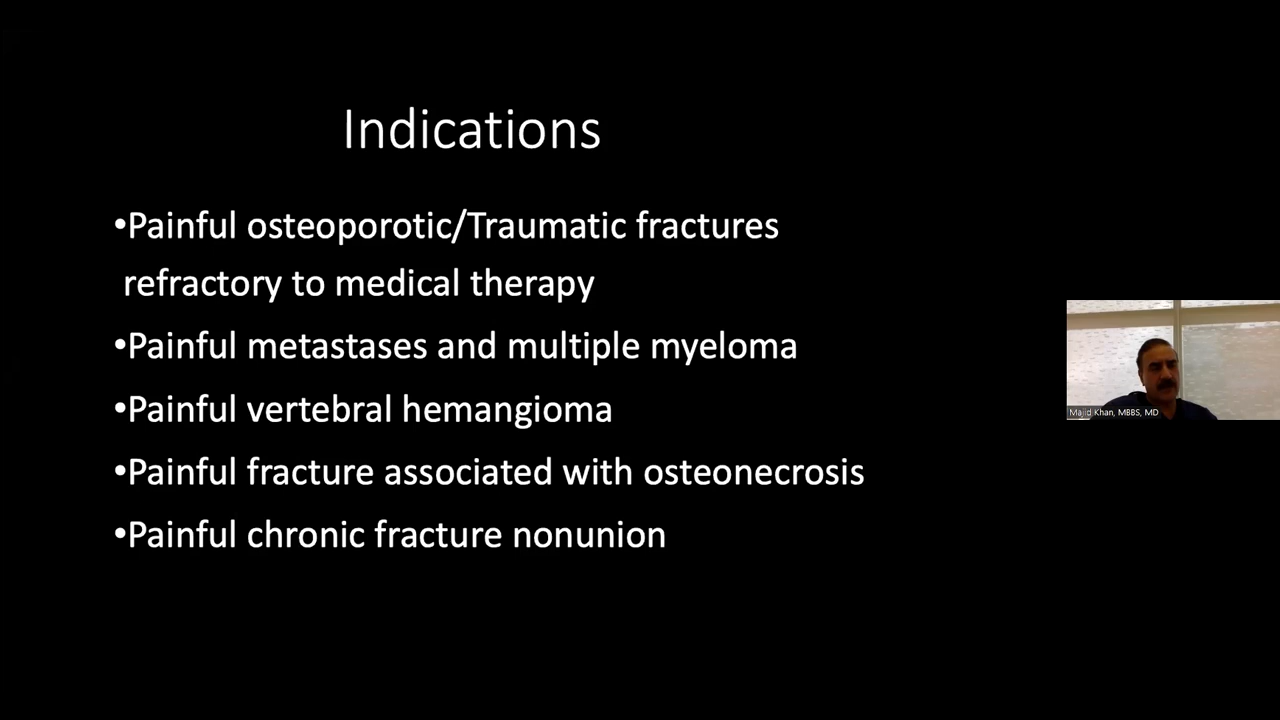 Indications
•Painful osteoporotic/Traumatic fractures
refractory to medical therapy
•Painful metastases and multiple myeloma
•Painful vertebral hemangioma
•Painful fracture associated with osteonecrosis
•Painful chronic fracture nonunion
Majid Khan, MBBS, MD